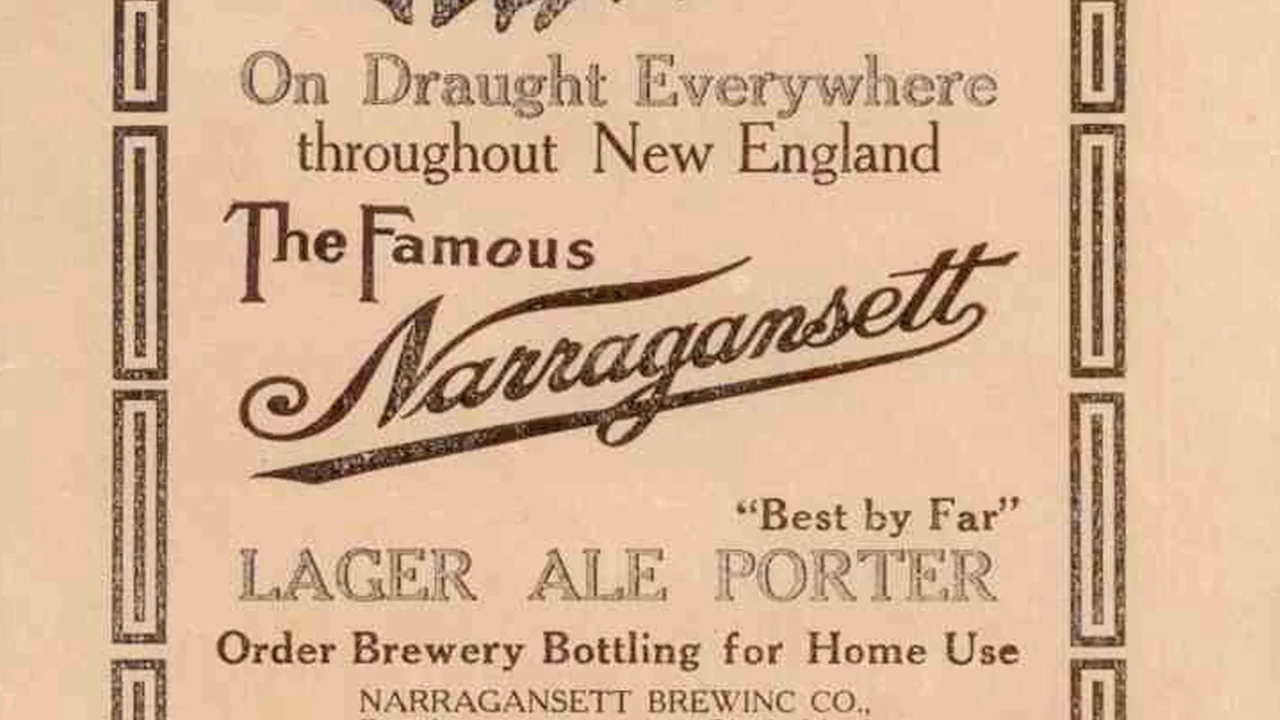 On Draught Everywhere
throughout New England
The Famous
Narragansett
“Best by Far”
LAGER ALE PORTER
Order Brewery Bottling for Home Use
NARRAGANSETT BREWING CO.,